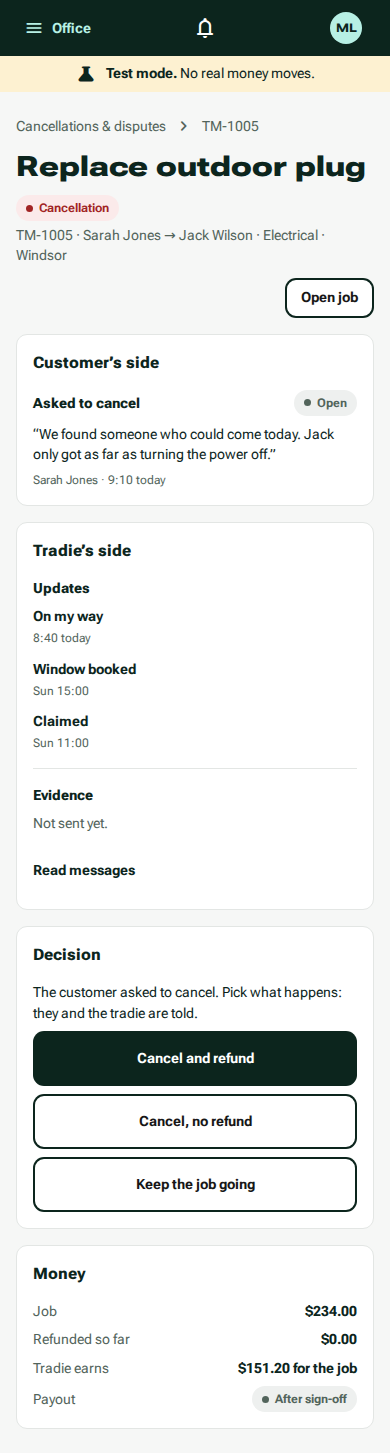 Office
ML
Test mode. No real money moves.
Cancellations & disputes > TM-1005
Replace outdoor plug
Cancellation
TM-1005 · Sarah Jones → Jack Wilson · Electrical ·
Windsor
Open job
Customer’s side
Asked to cancel
Open
“We found someone who could come today. Jack
only got as far as turning the power off.”
Sarah Jones · 9:10 today
Tradie’s side
Updates
On my way
8:40 today
Window booked
Sun 15:00
Claimed
Sun 11:00
Evidence
Not sent yet.
Read messages
Decision
The customer asked to cancel. Pick what happens:
they and the tradie are told.
Cancel and refund
Cancel, no refund
Keep the job going
Money
Job $234.00
Refunded so far $0.00
Tradie earns $151.20 for the job
Payout After sign-off